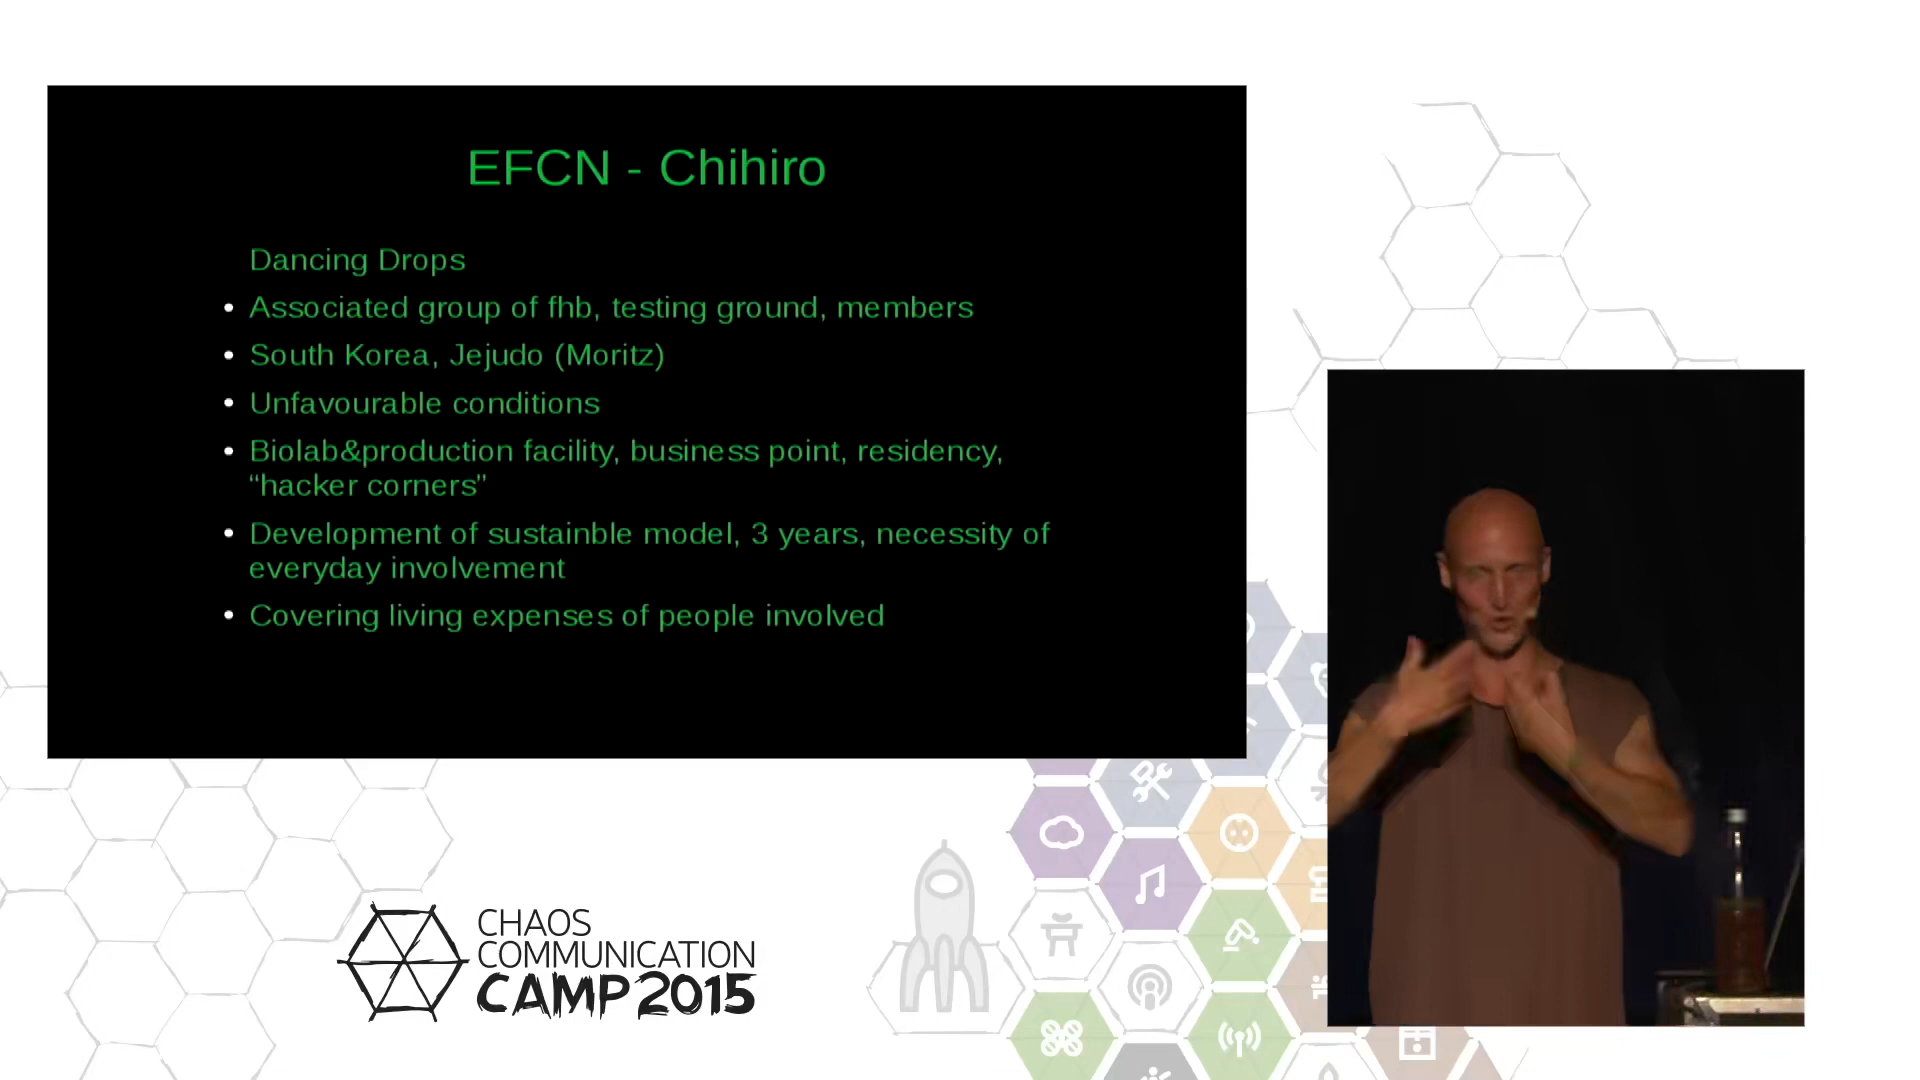 EFCN - Chihiro
Dancing Drops
Associated group of fhb, testing ground, members
South Korea, Jejudo (Moritz)
Unfavourable conditions
Biolab&production facility, business point, residency,
“hacker corners”
Development of sustainble model, 3 years, necessity of
everyday involvement
Covering living expenses of people involved
CHAOS
COMMUNICATION
CAMP 2015